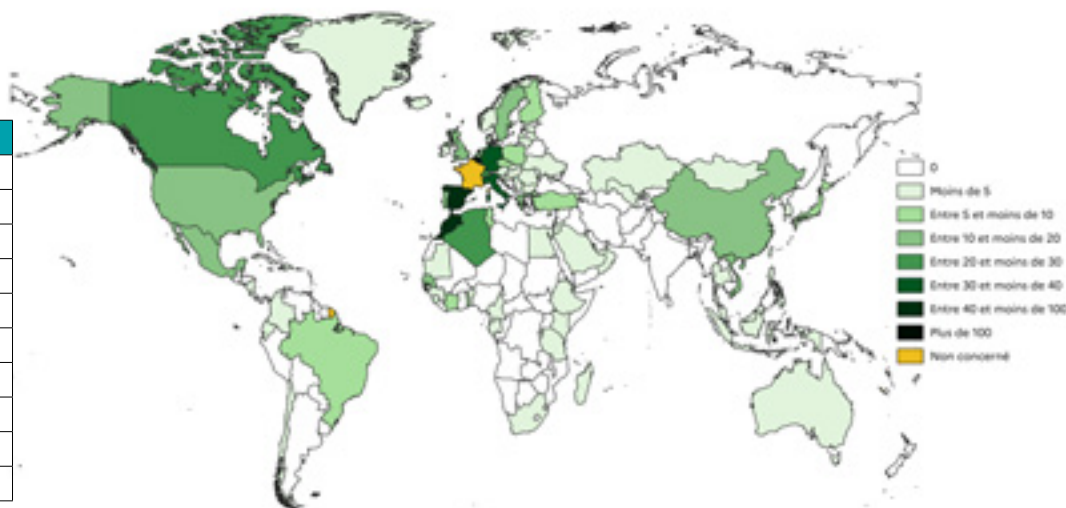 0
Moins de 5
Entre 5 et moins de 10
Entre 10 et moins de 20
Entre 20 et moins de 30
Entre 30 et moins de 40
Entre 40 et moins de 100
Plus de 100
Non concerné